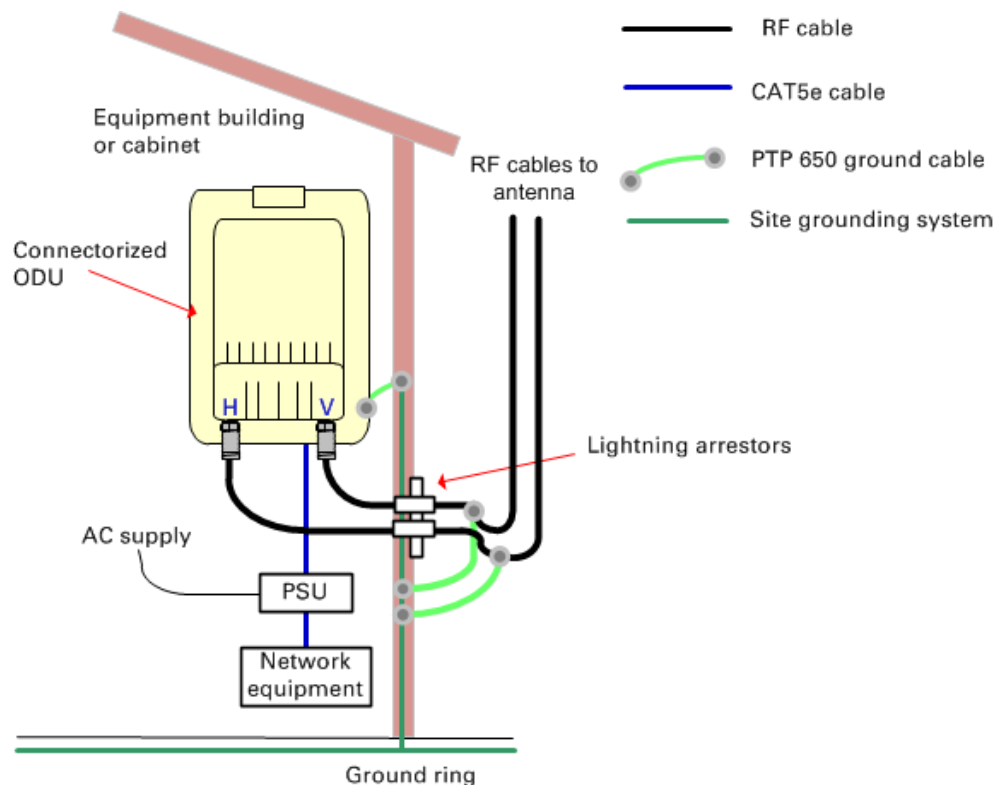 RF cable
CAT5e cable
PTP 650 ground cable
Site grounding system
Equipment building
or cabinet
RF cables to
antenna
Connectorized
ODU
H
V
Lightning arrestors
AC supply
PSU
Network
equipment
Ground ring